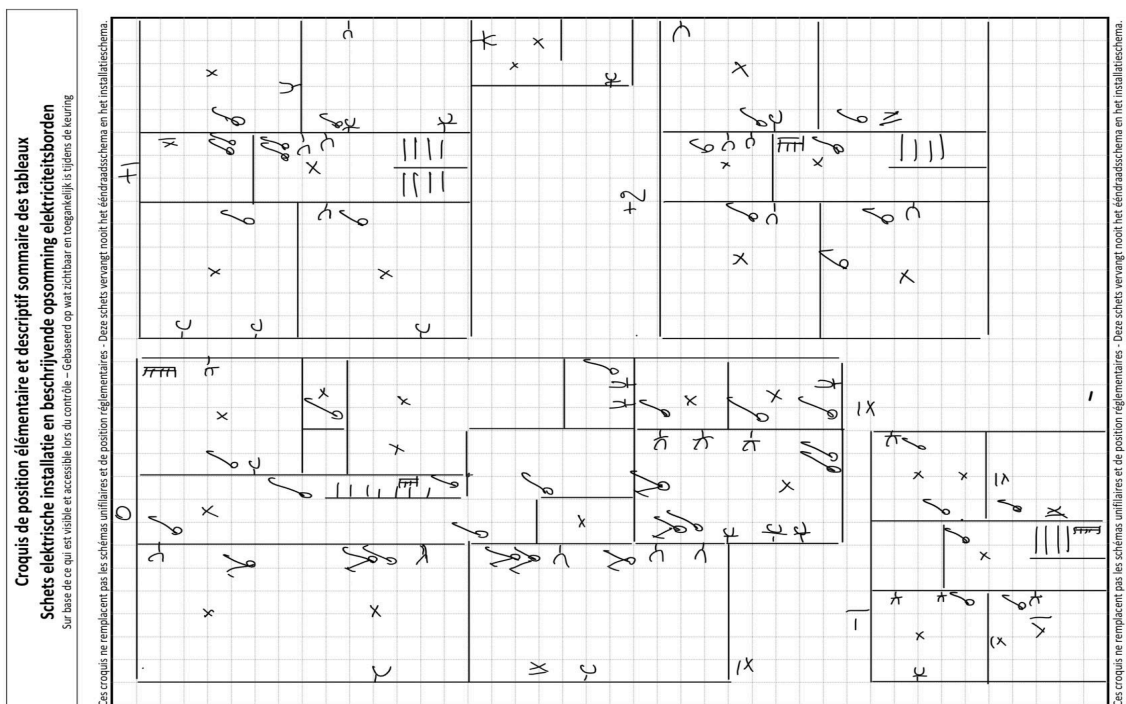 Croquis de position élémentaire et descriptif sommaire des tableaux
Schets elektrische installatie en beschrijvende opsomming elektriciteitsborden
Sur base de ce qui est visible et accessible lors du contrôle – Gebaseerd op wat zichtbaar en toegankelijk is tijdens de keuring
Ces croquis ne remplacent pas les schémas unifilaires et de position réglementaires - Deze schets vervangt nooit het ééndraadsschema en het installatieschema.
0
+1
+2
-1
Ces croquis ne remplacent pas les schémas unifilaires et de position réglementaires - Deze schets vervangt nooit het ééndraadsschema en het installatieschema.